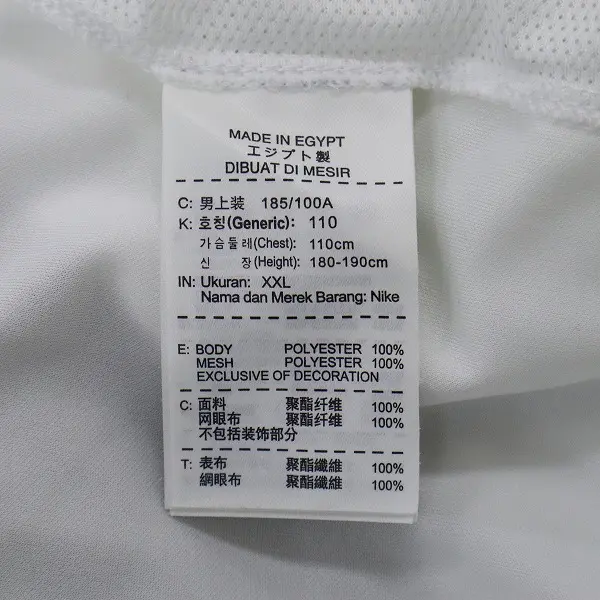 MADE IN EGYPT
エジプト製
DIBUAT DI MESIR
C: 男上装 185/100A
K: 호칭(Generic): 110
가슴둘레(Chest): 110cm
신 장(Height): 180-190cm
IN: Ukuran: XXL
Nama dan Merek Barang: Nike
E: BODY POLYESTER 100%
MESH POLYESTER 100%
EXCLUSIVE OF DECORATION
C: 面料 聚酯纤维 100%
网眼布 聚酯纤维 100%
不包括装饰部分
T: 表布 聚酯纖維 100%
網眼布 聚酯纖維 100%